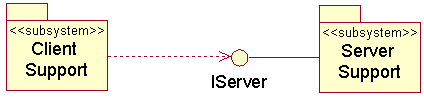 <<subsystem>>
Client
Support
IServer
<<subsystem>>
Server
Support